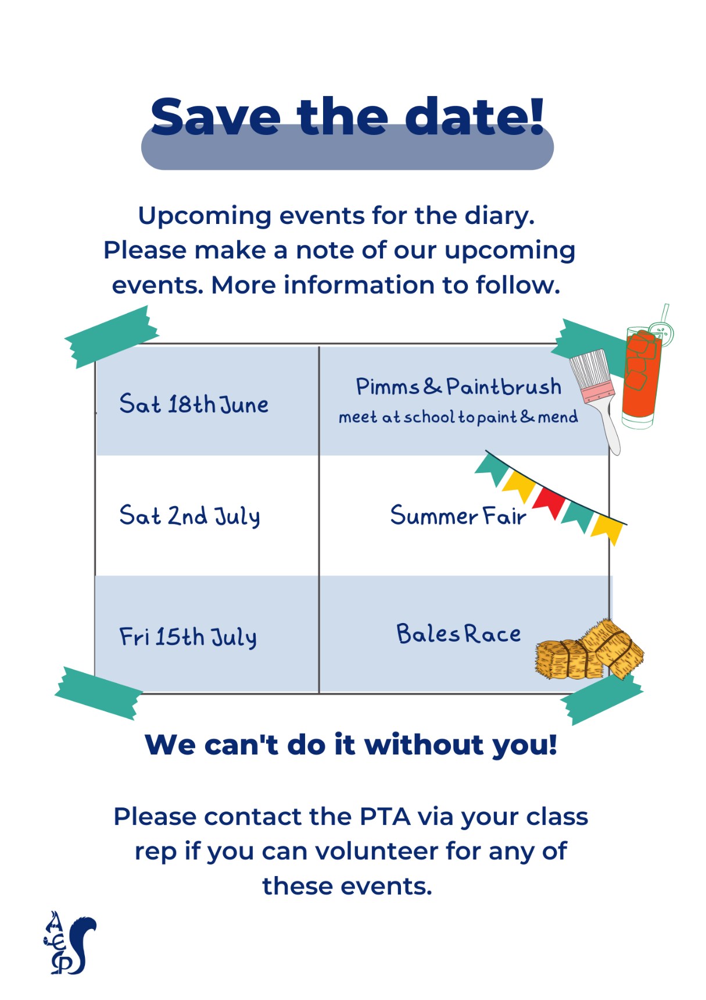 Save the date!
Upcoming events for the diary.
Please make a note of our upcoming
events. More information to follow.
Sat 18th June
Pimms & Paintbrush
meet at school to paint & mend
Sat 2nd July
Summer Fair
Fri 15th July
Bales Race
We can't do it without you!
Please contact the PTA via your class
rep if you can volunteer for any of
these events.